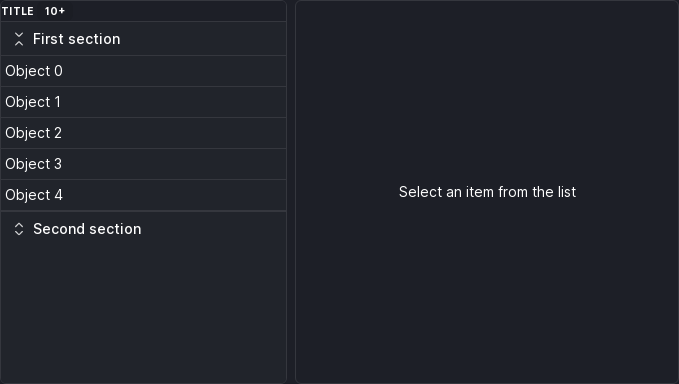 TITLE 10+
First section
Object 0
Object 1
Object 2
Object 3
Object 4
Second section
Select an item from the list